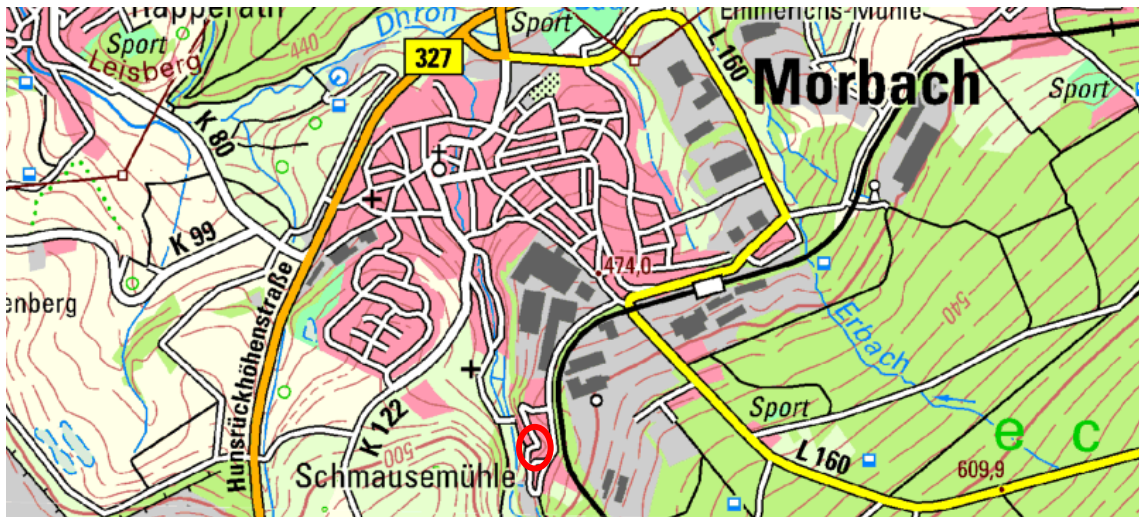 Rapperath
Dhron
Emmerichs-Mühle
Sport
Sport
440
Leisberg
327
L 160
Morbach
Sport
K 80
K 99
474,0
enberg
Hunsrückhöhenstraße
Erbach
540
K 122
Sport
500
Schmausemühle
L 160
609,9
e c